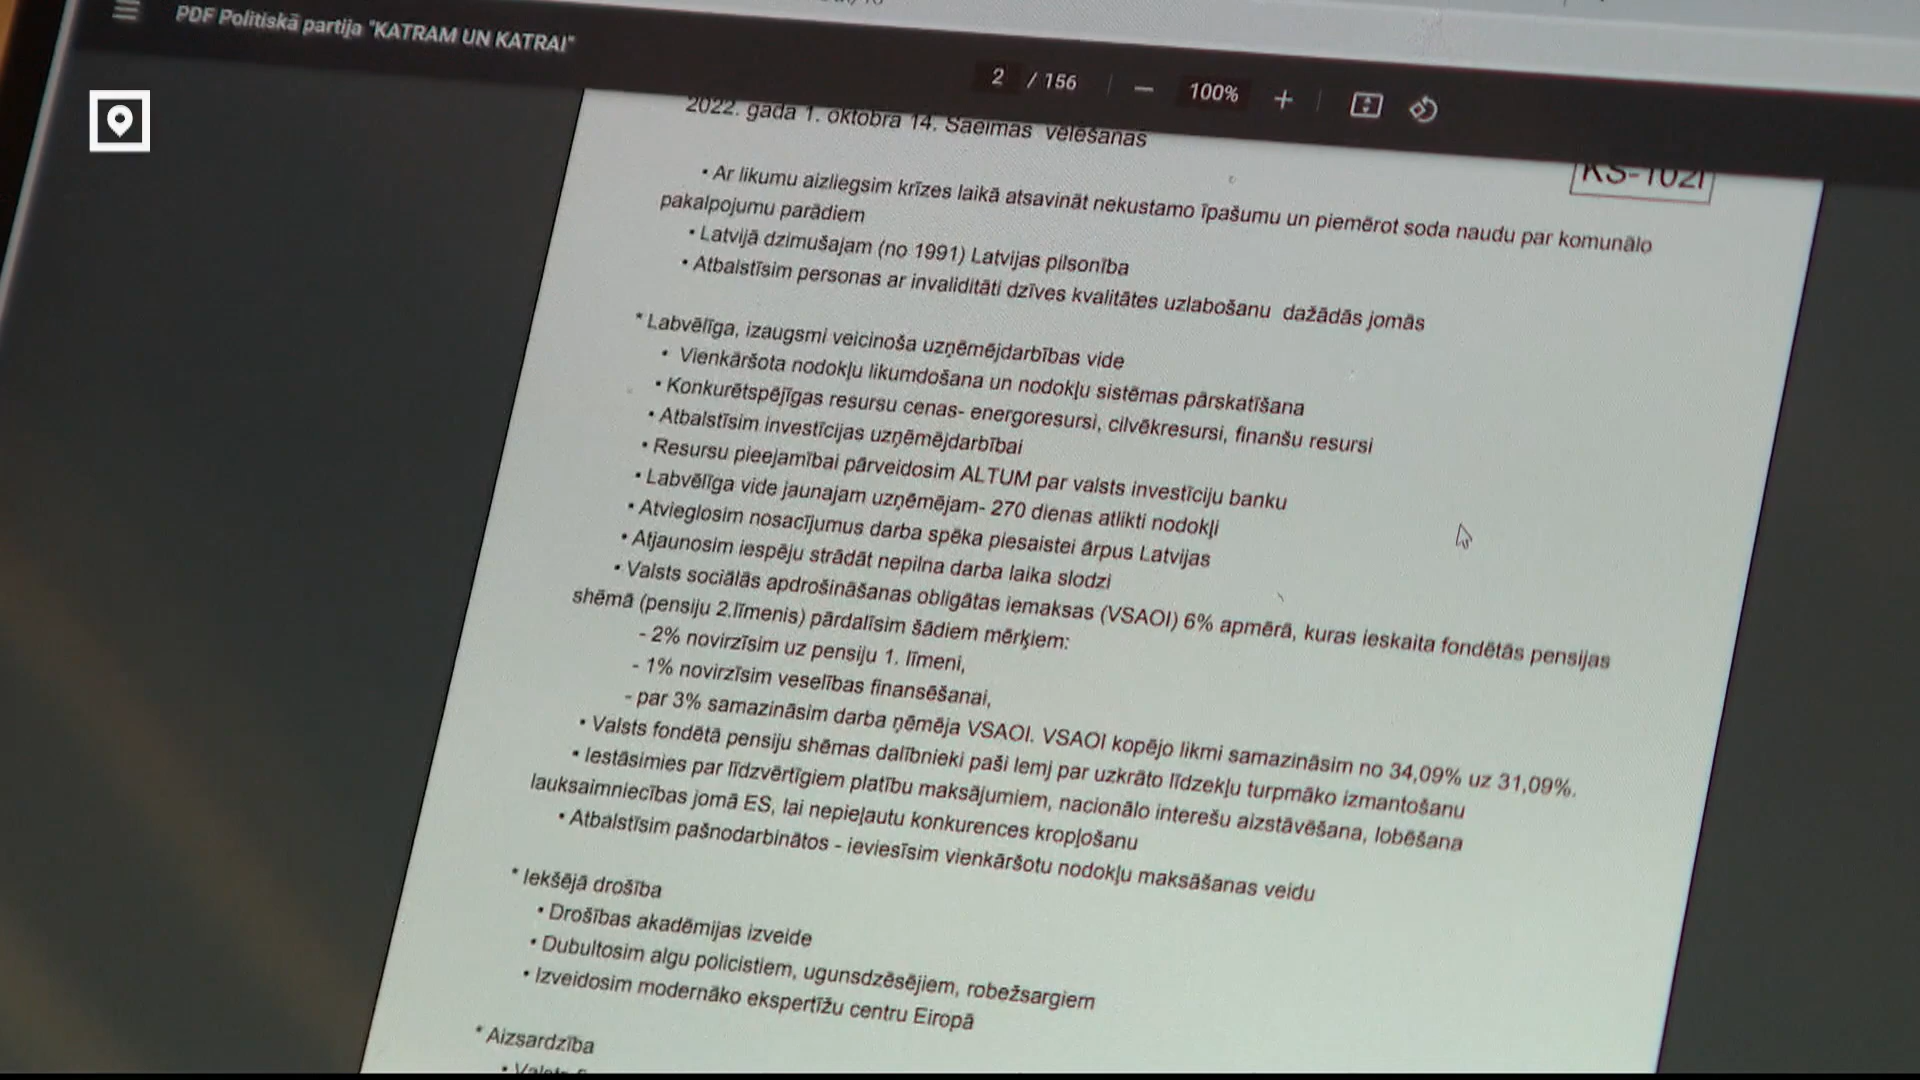 PDF Politiskā partija "KATRAM UN KATRAI"
2 / 156
100%
2022. gada 1. oktobra 14. Saeimas vēlēšanas
KS-102I
• Ar likumu aizliegsim krīzes laikā atsavināt nekustamo īpašumu un piemērot soda naudu par komunālo
pakalpojumu parādiem
• Latvijā dzimušajam (no 1991) Latvijas pilsonība
• Atbalstīsim personas ar invaliditāti dzīves kvalitātes uzlabošanu dažādās jomās
* Labvēlīga, izaugsmi veicinoša uzņēmējdarbības vide
• Vienkāršota nodokļu likumdošana un nodokļu sistēmas pārskatīšana
• Konkurētspējīgas resursu cenas- energoresursi, cilvēkresursi, finanšu resursi
• Atbalstīsim investīcijas uzņēmējdarbībai
• Resursu pieejamībai pārveidosim ALTUM par valsts investīciju banku
• Labvēlīga vide jaunajam uzņēmējam- 270 dienas atlikti nodokļi
• Atvieglosim nosacījumus darba spēka piesaistei ārpus Latvijas
• Atjaunosim iespēju strādāt nepilna darba laika slodzi
• Valsts sociālās apdrošināšanas obligātas iemaksas (VSAOI) 6% apmērā, kuras ieskaita fondētās pensijas
shēmā (pensiju 2.līmenis) pārdalīsim šādiem mērķiem:
- 2% novirzīsim uz pensiju 1. līmeni,
- 1% novirzīsim veselības finansēšanai,
- par 3% samazināsim darba ņēmēja VSAOI. VSAOI kopējo likmi samazināsim no 34,09% uz 31,09%.
• Valsts fondētā pensiju shēmas dalībnieki paši lemj par uzkrāto līdzekļu turpmāko izmantošanu
• Iestāsimies par līdzvērtīgiem platību maksājumiem, nacionālo interešu aizstāvēšana, lobēšana
lauksaimniecības jomā ES, lai nepieļautu konkurences kropļošanu
• Atbalstīsim pašnodarbinātos - ieviesīsim vienkāršotu nodokļu maksāšanas veidu
* Iekšējā drošība
• Drošības akadēmijas izveide
• Dubultosim algu policistiem, ugunsdzēsējiem, robežsargiem
• Izveidosim modernāko ekspertīžu centru Eiropā
* Aizsardzība